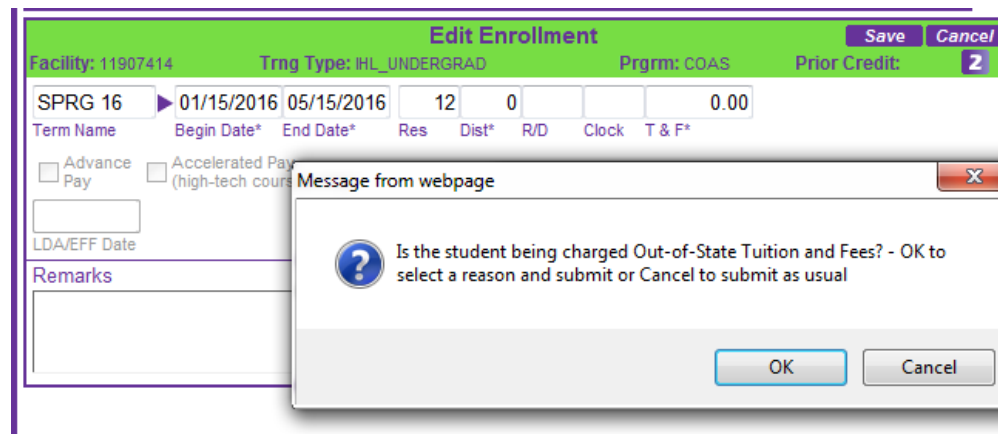 Edit Enrollment Save Cancel
Facility: 11907414 Trng Type: IHL_UNDERGRAD Prgrm: COAS Prior Credit: 2
SPRG 16 01/15/2016 05/15/2016 12 0 0.00
Term Name Begin Date* End Date* Res Dist* R/D Clock T & F*
Advance Pay
Accelerated Pay
(high-tech cours
LDA/EFF Date
Remarks
Message from webpage
Is the student being charged Out-of-State Tuition and Fees? - OK to
select a reason and submit or Cancel to submit as usual
OK Cancel